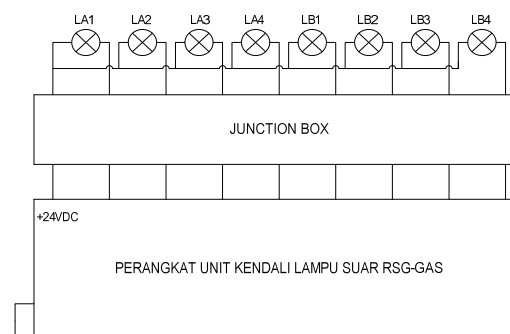 LA1 LA2 LA3 LA4 LB1 LB2 LB3 LB4
JUNCTION BOX
+24VDC
PERANGKAT UNIT KENDALI LAMPU SUAR RSG-GAS